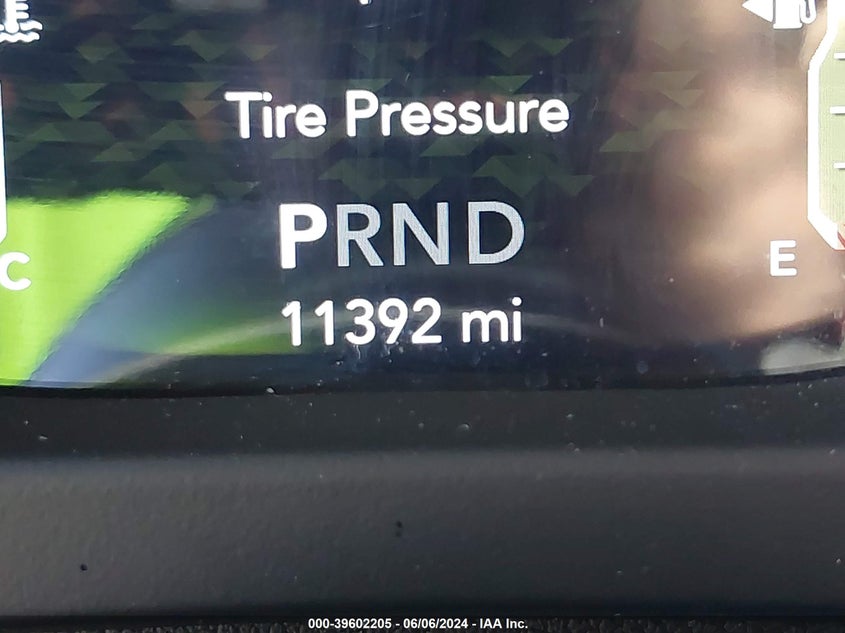 Tire Pressure
PRND
C
E
11392 mi
000-39602205 - 06/06/2024 - IAA Inc.